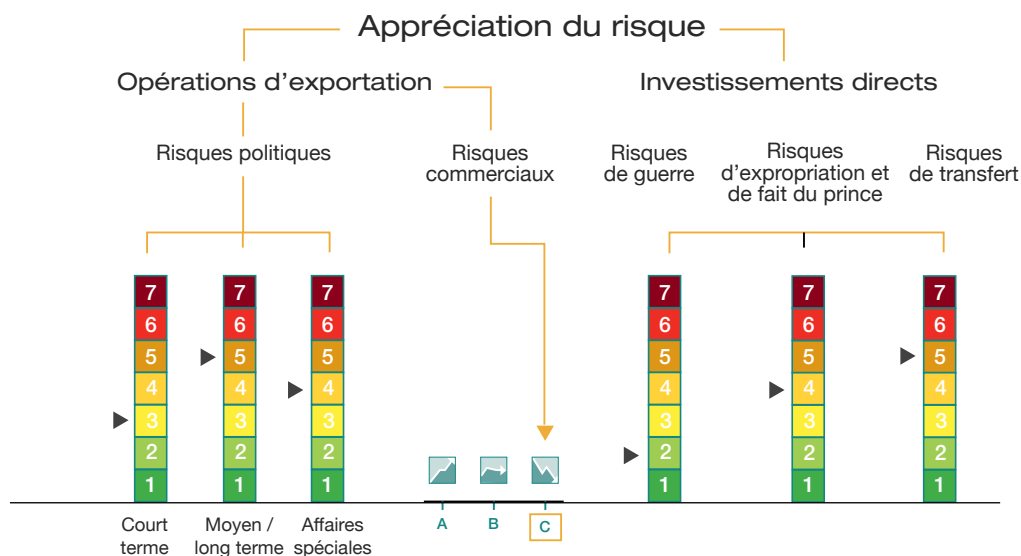 Appréciation du risque
Opérations d'exportation
Investissements directs
Risques politiques
Risques
commerciaux
Risques
de guerre
Risques
d'expropriation et
de fait du prince
Risques
de transfert
7 7 7 7 7 7
6 6 6 6 6 6
5 5 5 5 5 5
4 4 4 4 4 4
3 3 3 3 3 3
2 2 2 2 2 2
1 1 1 1 1 1
A B C
Court
terme
Moyen /
long terme
Affaires
spéciales